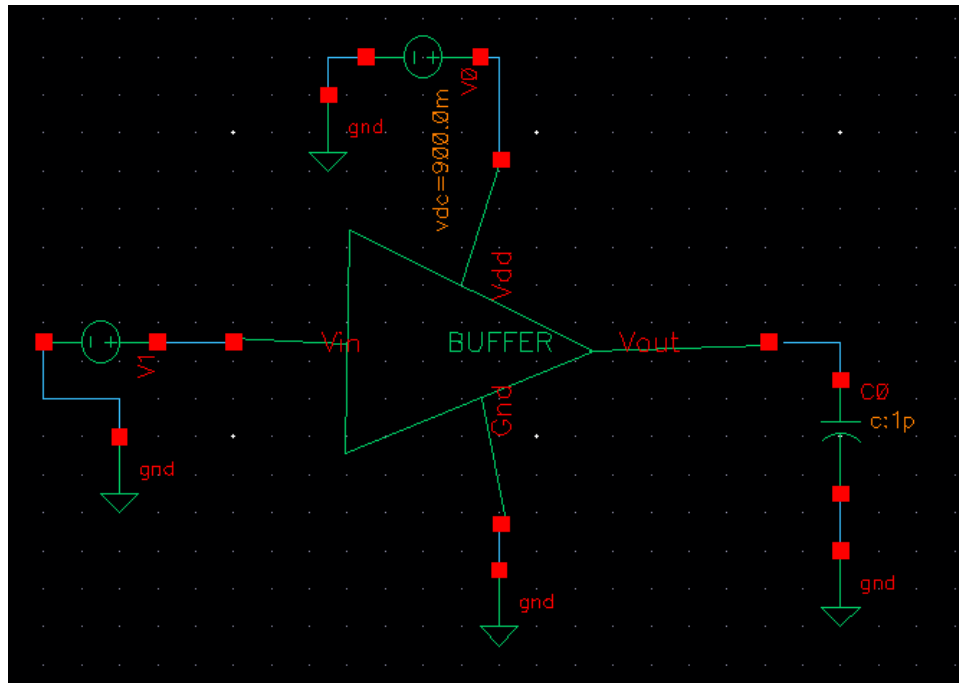 V0
gnd
vdc=900.0m
Vdd
Vin
BUFFER
Vout
V1
Gnd
C0
c:1p
gnd
gnd
gnd